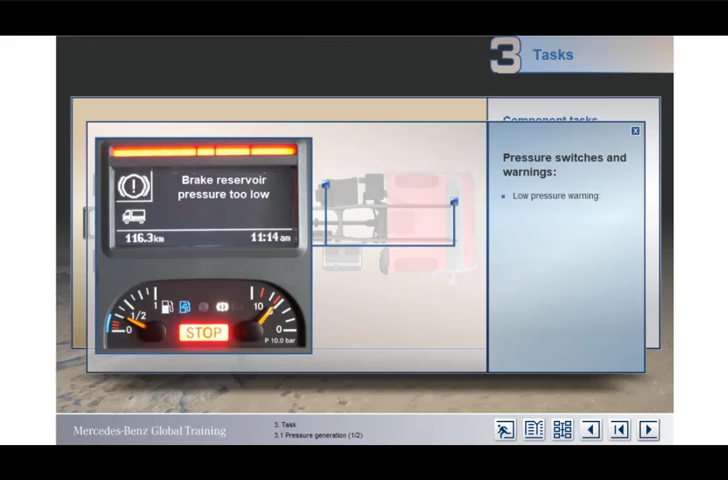 3 Tasks
Component tasks
Pressure switches and
warnings:
Low pressure warning:
Brake reservoir
pressure too low
116.3km 11:14am
0 1/2 1 10 0
STOP
P 10.0 bar
Mercedes-Benz Global Training
3. Task
3.1 Pressure generation (1/2)